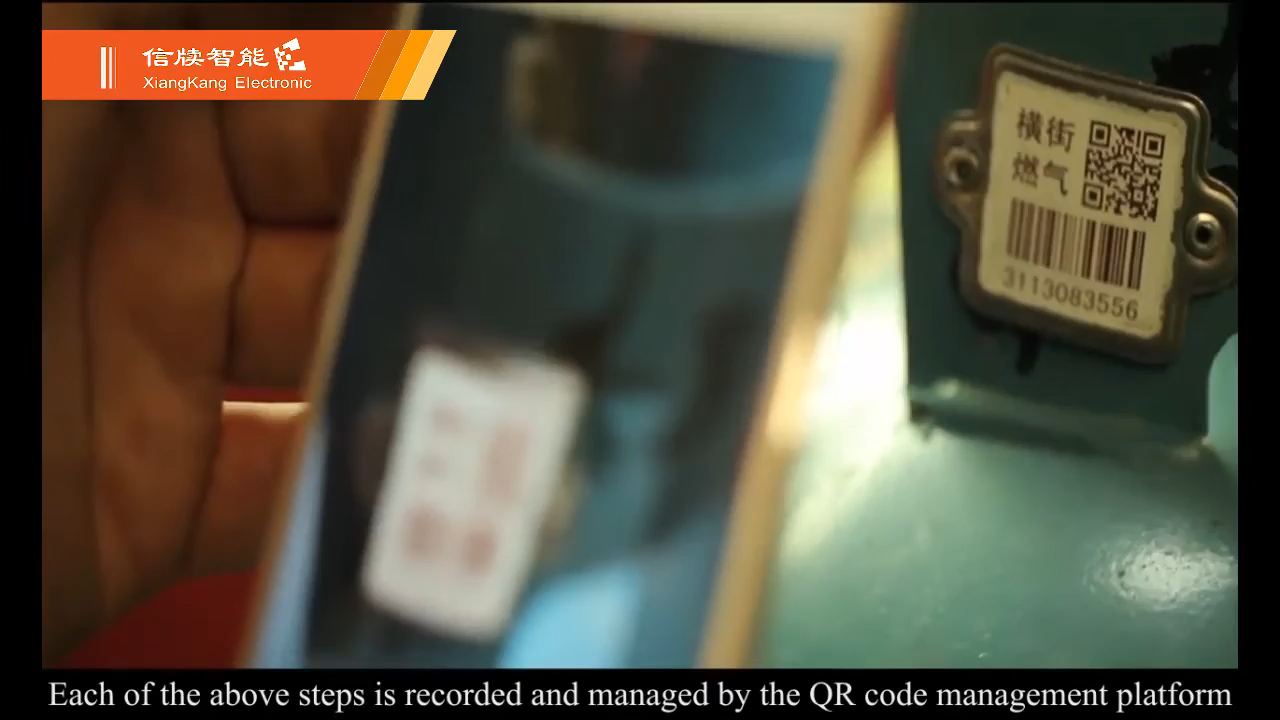 信牍智能
XiangKang Electronic
横街
燃气
3113083556
Each of the above steps is recorded and managed by the QR code management platform